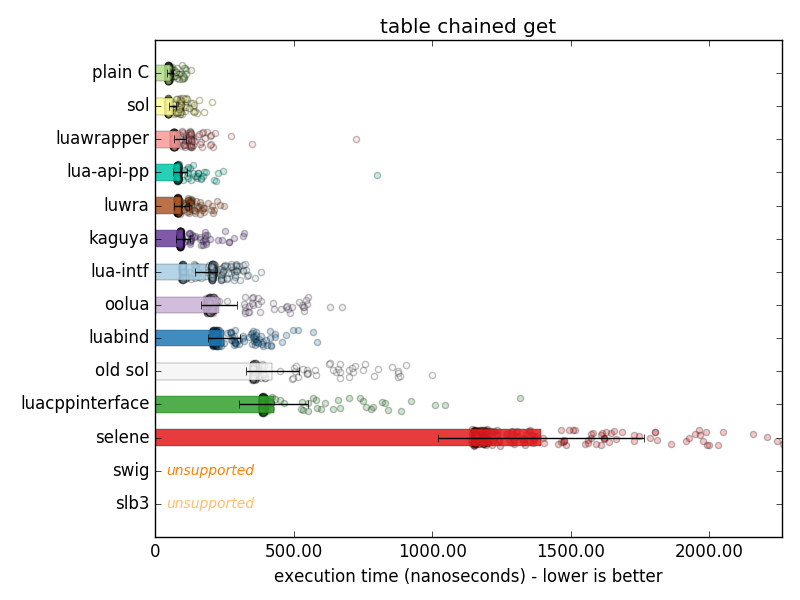 table chained get
plain C
sol
luawrapper
lua-api-pp
luwra
kaguya
lua-intf
oolua
luabind
old sol
luacppinterface
selene
swig unsupported
slb3 unsupported
0 500.00 1000.00 1500.00 2000.00
execution time (nanoseconds) - lower is better